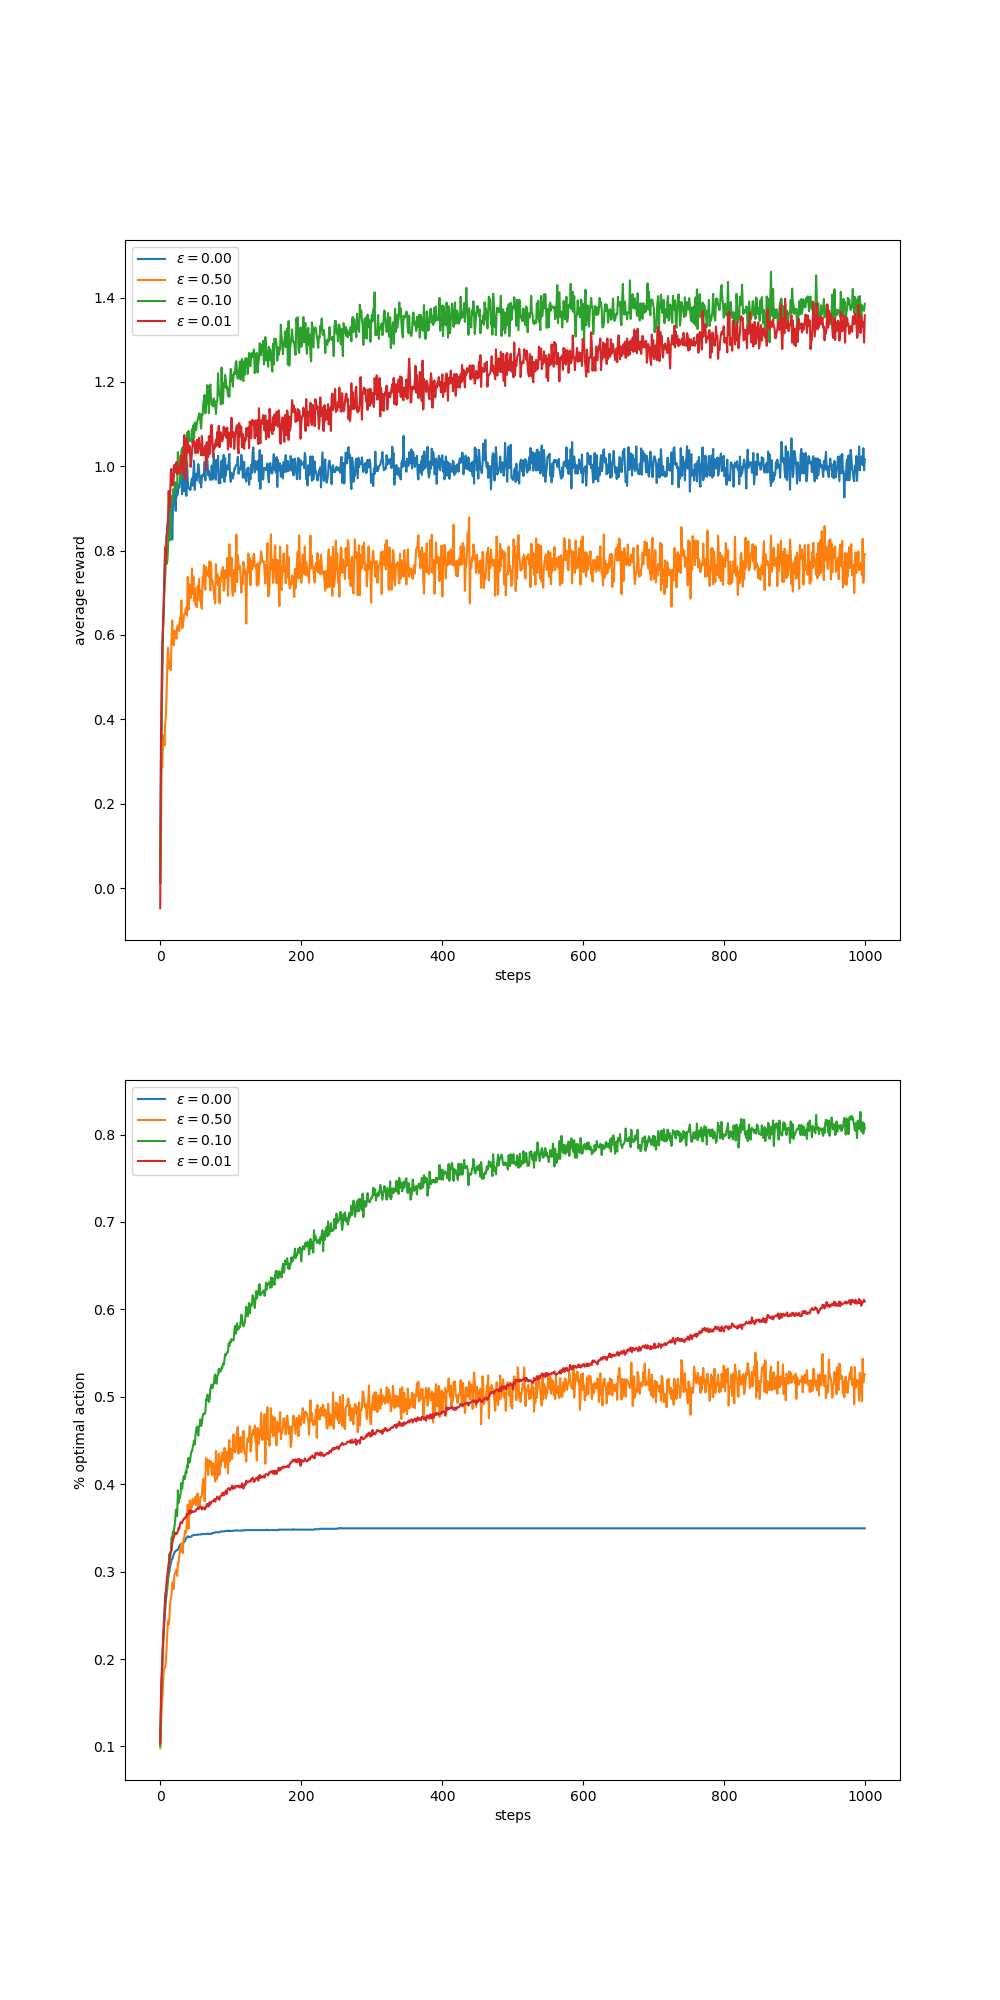 ε = 0.00
ε = 0.50
ε = 0.10
ε = 0.01
1.4
1.2
1.0
0.8
0.6
0.4
0.2
0.0
average reward
0 200 400 600 800 1000
steps
ε = 0.00
ε = 0.50
ε = 0.10
ε = 0.01
0.8
0.7
0.6
0.5
0.4
0.3
0.2
0.1
% optimal action
0 200 400 600 800 1000
steps